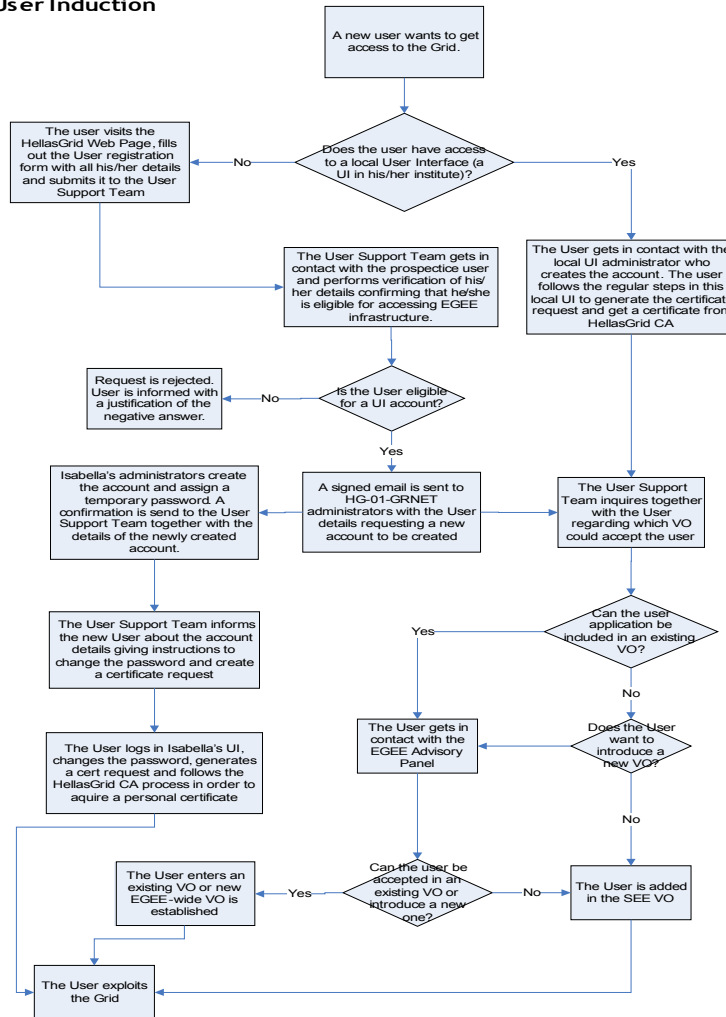 User Induction
A new user wants to get
access to the Grid.
Does the user have access
to a local User Interface (a
UI in his/her institute)?
No
Yes
The user visits the
HellasGrid Web Page, fills
out the User registration
form with all his/her details
and submits it to the User
Support Team
The User Support Team gets in
contact with the prospectice user
and performs verification of his/
her details confirming that he/she
is eligible for accessing EGEE
infrastructure.
The User gets in contact with the
local UI administrator who
creates the account. The user
follows the regular steps in this
local UI to generate the certificat
request and get a certificate from
HellasGrid CA
Is the User eligible
for a UI account?
No
Yes
Request is rejected.
User is informed with
a justification of the
negative answer.
Isabella's administrators create
the account and assign a
temporary password. A
confirmation is send to the User
Support Team together with the
details of the newly created
account.
A signed email is sent to
HG-01-GRNET
administrators with the User
details requesting a new
account to be created
The User Support
Team inquires together
with the User
regarding which VO
could accept the user
The User Support Team informs
the new User about the account
details giving instructions to
change the password and create
a certificate request
Can the user
application be
included in an existing
VO?
Yes
No
The User logs in Isabella's UI,
changes the password, generates
a cert request and follows the
HellasGrid CA process in order to
aquire a personal certificate
The User gets in
contact with the
EGEE Advisory
Panel
Does the User
want to
introduce a
new VO?
No
The User enters an
existing VO or new
EGEE-wide VO is
established
Yes
Can the user be
accepted in an
existing VO or
introduce a new
one?
No
The User is added
in the SEE VO
The User exploits
the Grid